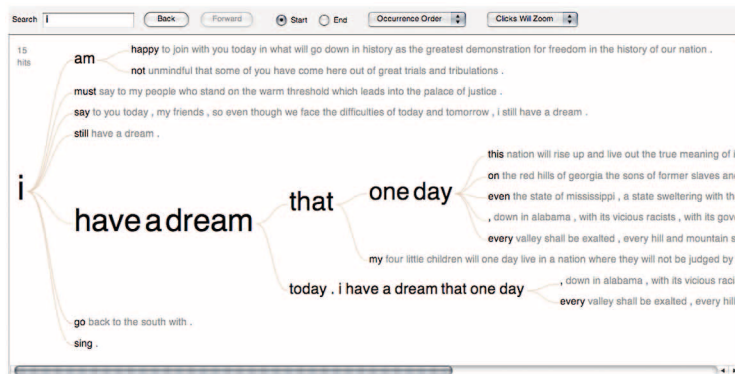 Search i Back Forward Start End Occurrence Order Clicks Will Zoom
15
hits
am
happy to join with you today in what will go down in history as the greatest demonstration for freedom in the history of our nation .
not unmindful that some of you have come here out of great trials and tribulations .
must say to my people who stand on the warm threshold which leads into the palace of justice .
say to you today , my friends , so even though we face the difficulties of today and tomorrow , i still have a dream .
still have a dream .
i
have a dream
that
one day
this nation will rise up and live out the true meaning of
on the red hills of georgia the sons of former slaves
even the state of mississippi , a state sweltering with
, down in alabama , with its vicious racists , with its
every valley shall be exalted , every hill and mountain
my four little children will one day live in a nation where they will not be judged by
today . i have a dream that one day
, down in alabama , with its vicious
every valley shall be exalted , every
go back to the south with .
sing .